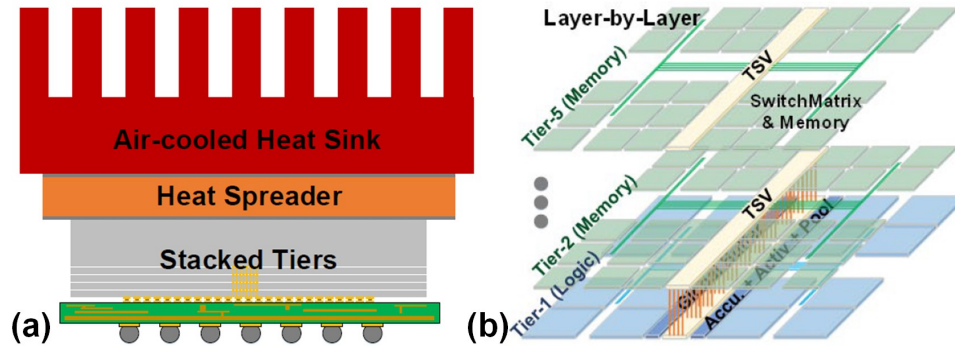 Air-cooled Heat Sink
Heat Spreader
Stacked Tiers
(a)
Layer-by-Layer
TSV
Tier-5 (Memory)
SwitchMatrix
& Memory
TSV
Tier-2 (Memory)
Tier-1 (Logic)
Accu. + Activ + Pool
(b)